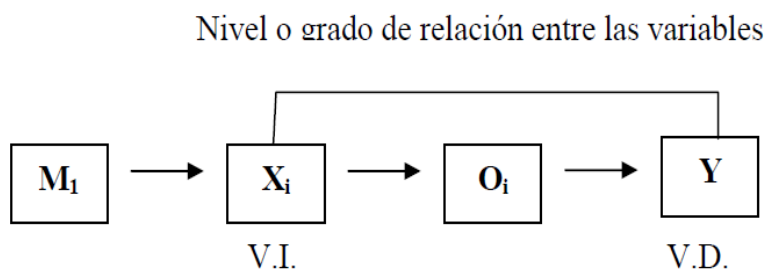 Nivel o grado de relación entre las variables
M₁ Xᵢ Oᵢ Y
V.I. V.D.